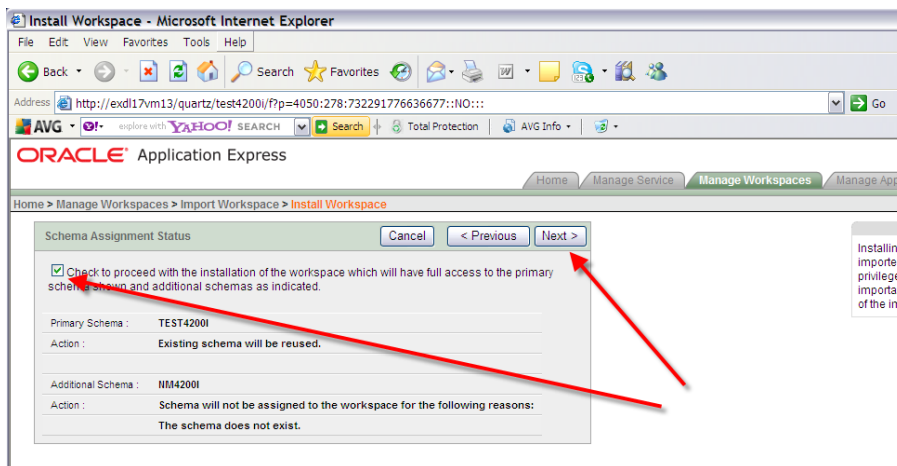 Install Workspace - Microsoft Internet Explorer
File Edit View Favorites Tools Help
Back Search Favorites
Address http://exdl17vm13/quartz/test4200i/f?p=4050:278:732291776636677::NO::: Go
AVG explore with YAHOO! SEARCH Search Total Protection AVG Info
ORACLE Application Express
Home Manage Service Manage Workspaces Manage App
Home > Manage Workspaces > Import Workspace > Install Workspace
Schema Assignment Status Cancel < Previous Next >
Check to proceed with the installation of the workspace which will have full access to the primary
schema shown and additional schemas as indicated.
Primary Schema : TEST4200I
Action : Existing schema will be reused.
Additional Schema : NM4200I
Action : Schema will not be assigned to the workspace for the following reasons:
The schema does not exist.
Installin
importe
privilege
importa
of the in